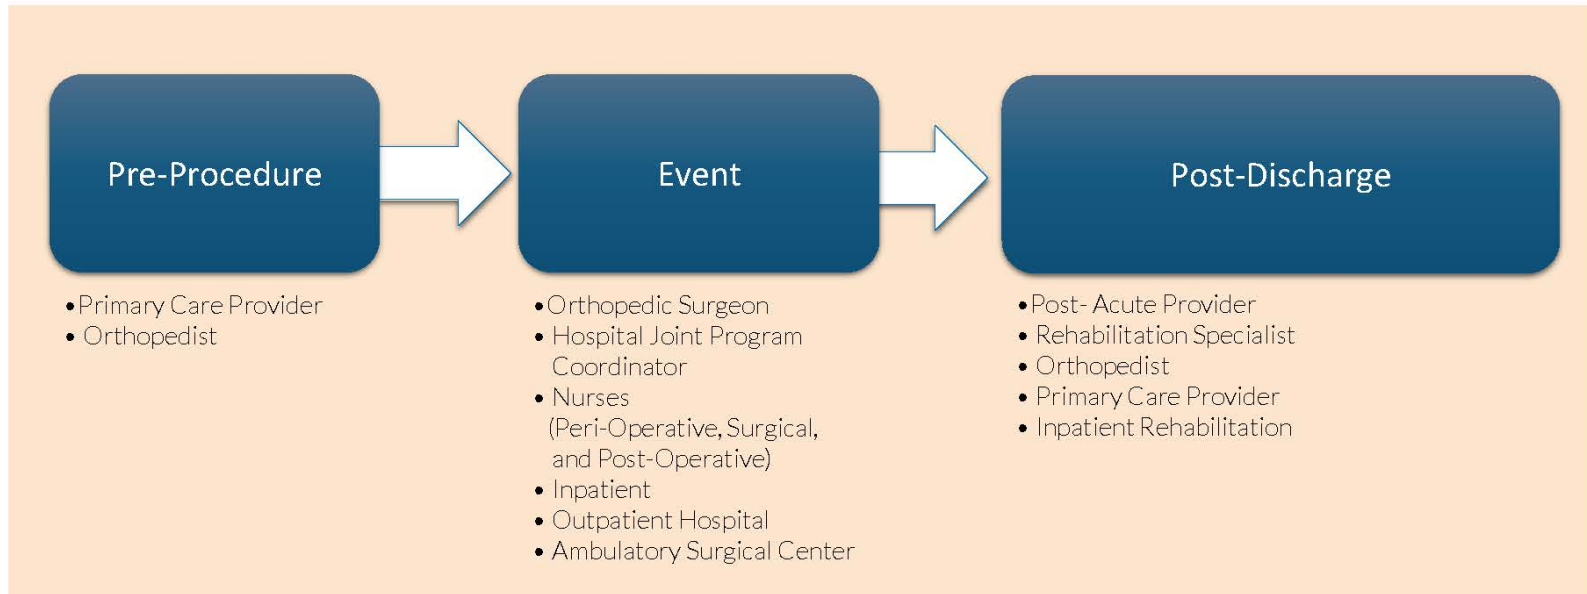 Pre-Procedure
•Primary Care Provider
• Orthopedist
Event
•Orthopedic Surgeon
• Hospital Joint Program
Coordinator
• Nurses
(Peri-Operative, Surgical,
and Post-Operative)
• Inpatient
• Outpatient Hospital
• Ambulatory Surgical Center
Post-Discharge
•Post- Acute Provider
• Rehabilitation Specialist
• Orthopedist
• Primary Care Provider
• Inpatient Rehabilitation